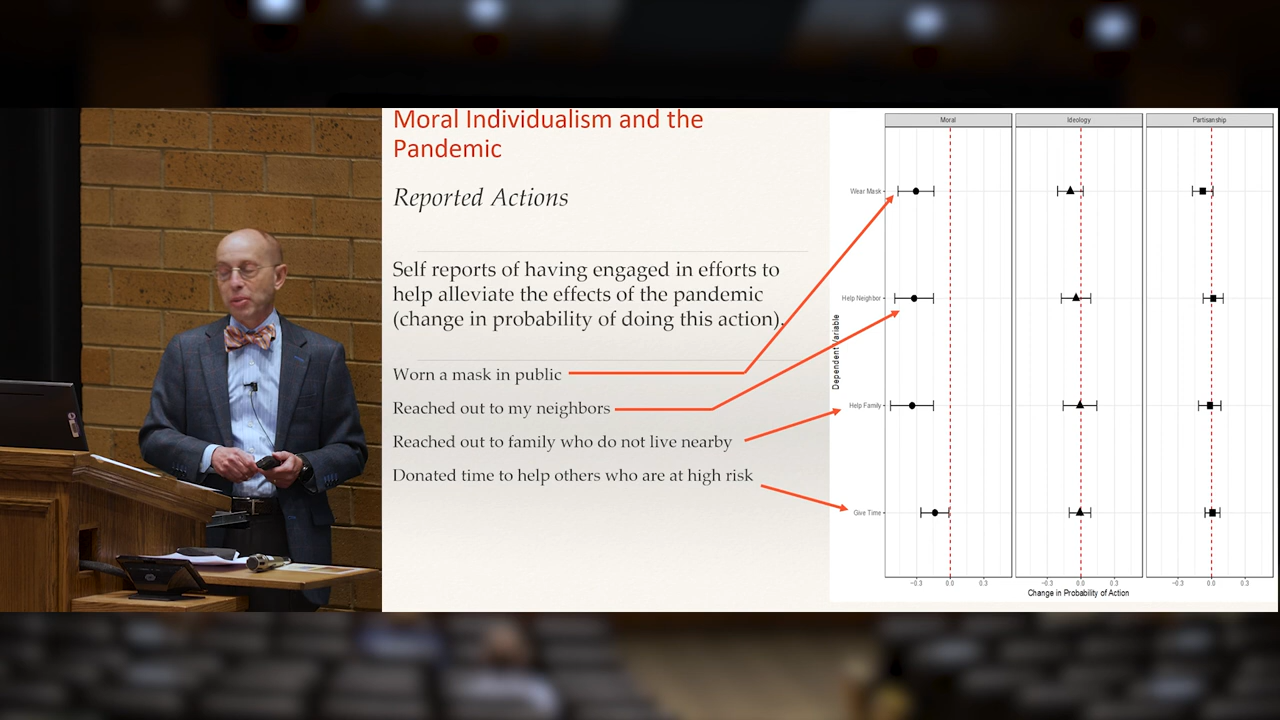 Moral Individualism and the
Pandemic
Reported Actions
Self reports of having engaged in efforts to
help alleviate the effects of the pandemic
(change in probability of doing this action).
Worn a mask in public
Reached out to my neighbors
Reached out to family who do not live nearby
Donated time to help others who are at high risk
Moral
Ideology
Partisanship
Dependent Variable
Wear Mask
Help Neighbor
Help Family
Give Time
−0.3 0.0 0.3
−0.3 0.0 0.3
−0.3 0.0 0.3
Change in Probability of Action